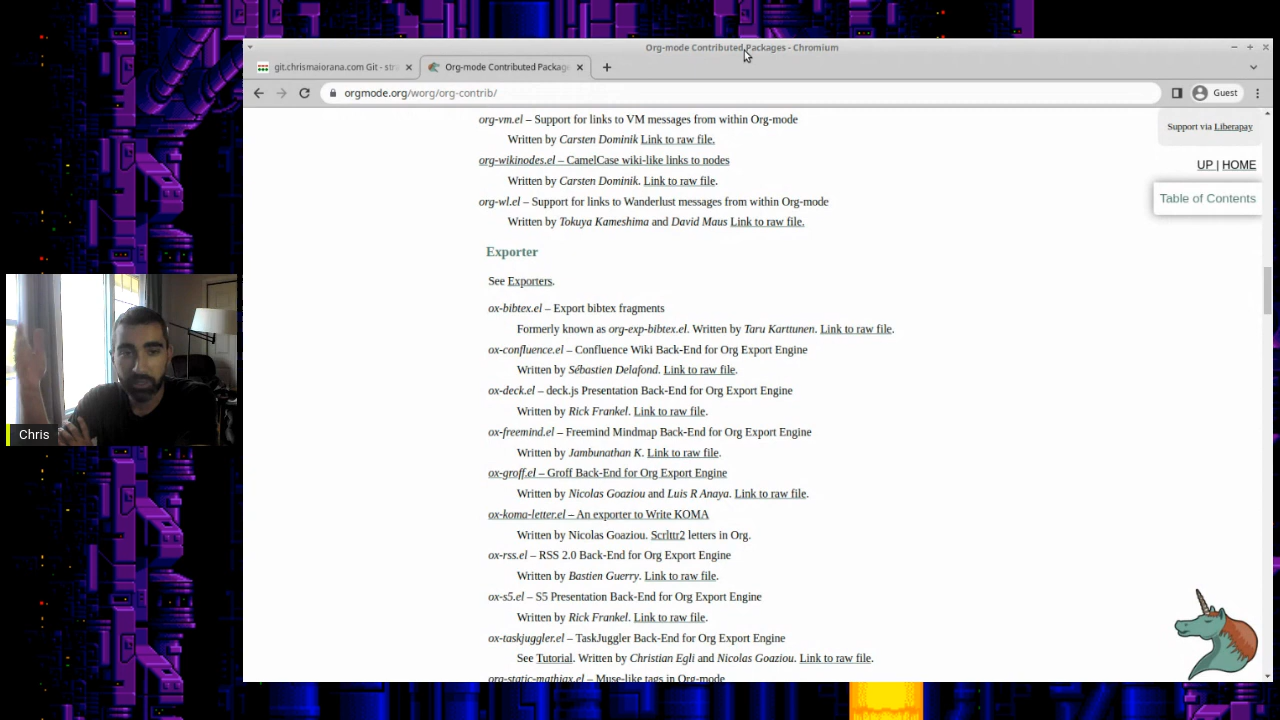 Org-mode Contributed Packages - Chromium
git.chrismaiorana.com Git - str
Org-mode Contributed Package
orgmode.org/worg/org-contrib/
Guest
org-vm.el – Support for links to VM messages from within Org-mode
Written by Carsten Dominik Link to raw file.
org-wikinodes.el – CamelCase wiki-like links to nodes
Written by Carsten Dominik. Link to raw file.
org-wl.el – Support for links to Wanderlust messages from within Org-mode
Written by Tokuya Kameshima and David Maus Link to raw file.
Support via Liberapay
UP | HOME
Table of Contents
Exporter
See Exporters.
ox-bibtex.el – Export bibtex fragments
Formerly known as org-exp-bibtex.el. Written by Taru Karttunen. Link to raw file.
ox-confluence.el – Confluence Wiki Back-End for Org Export Engine
Written by Sébastien Delafond. Link to raw file.
ox-deck.el – deck.js Presentation Back-End for Org Export Engine
Written by Rick Frankel. Link to raw file.
ox-freemind.el – Freemind Mindmap Back-End for Org Export Engine
Written by Jambunathan K. Link to raw file.
ox-groff.el – Groff Back-End for Org Export Engine
Written by Nicolas Goaziou and Luis R Anaya. Link to raw file.
ox-koma-letter.el – An exporter to Write KOMA
Written by Nicolas Goaziou. Scrlttr2 letters in Org.
ox-rss.el – RSS 2.0 Back-End for Org Export Engine
Written by Bastien Guerry. Link to raw file.
ox-s5.el – S5 Presentation Back-End for Org Export Engine
Written by Rick Frankel. Link to raw file.
ox-taskjuggler.el – TaskJuggler Back-End for Org Export Engine
See Tutorial. Written by Christian Egli and Nicolas Goaziou. Link to raw file.
org-static-mathjax.el – Muse-like tags in Org-mode
Chris